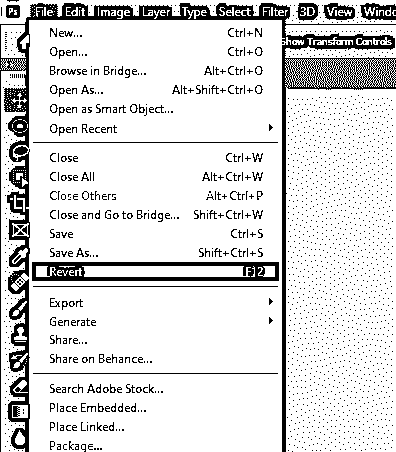 Ps File Edit Image Layer Type Select Filter 3D View Windo
Show Transform Controls
New... Ctrl+N
Open... Ctrl+O
Browse in Bridge... Alt+Ctrl+O
Open As... Alt+Shift+Ctrl+O
Open as Smart Object...
Open Recent
Close Ctrl+W
Close All Alt+Ctrl+W
Close Others Alt+Ctrl+P
Close and Go to Bridge... Shift+Ctrl+W
Save Ctrl+S
Save As... Shift+Ctrl+S
Revert F12
Export
Generate
Share...
Share on Behance...
Search Adobe Stock...
Place Embedded...
Place Linked...
Package...